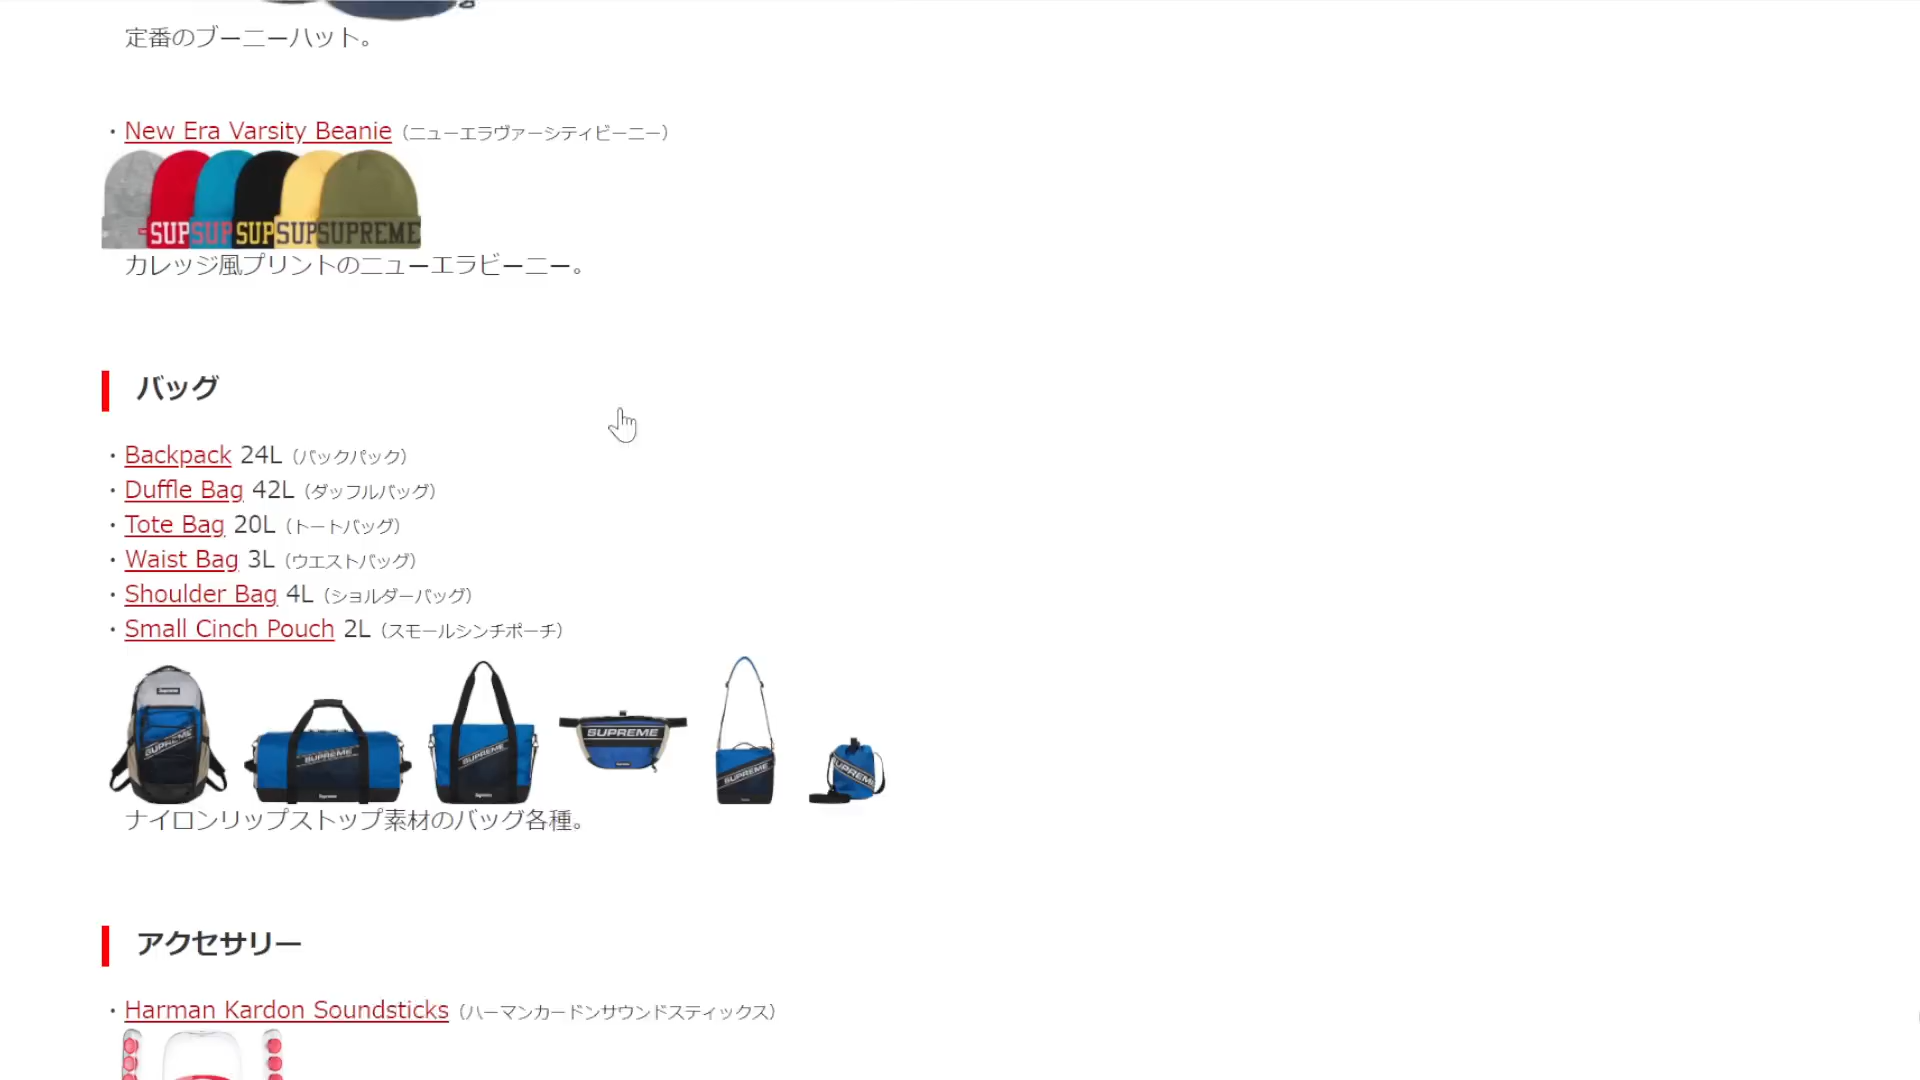 定番のブーニーハット。
・New Era Varsity Beanie（ニューエラヴァーシティビーニー）
SUP SUP SUP SUP SUPREME
カレッジ風プリントのニューエラビーニー。
バッグ
・Backpack 24L（バックパック）
・Duffle Bag 42L（ダッフルバッグ）
・Tote Bag 20L（トートバッグ）
・Waist Bag 3L（ウエストバッグ）
・Shoulder Bag 4L（ショルダーバッグ）
・Small Cinch Pouch 2L（スモールシンチポーチ）
Supreme
SUPREME SUPREME SUPREME SUPREME SUPREME SUPREME
ナイロンリップストップ素材のバッグ各種。
アクセサリー
・Harman Kardon Soundsticks（ハーマンカードンサウンドスティックス）